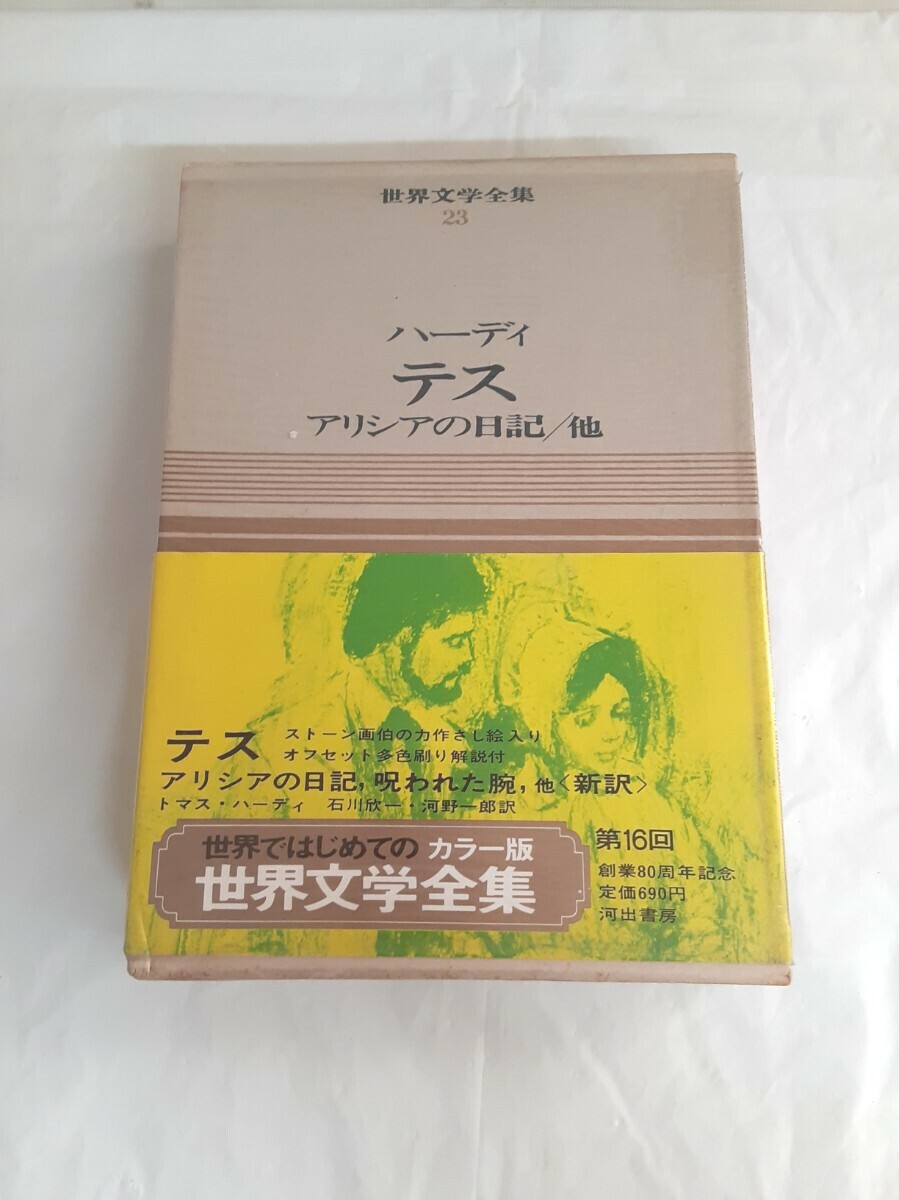 世界文学全集
23
ハーディ
テス
アリシアの日記/他
テス
ストーン画伯の力作さし絵入り
オフセット多色刷り解説付
アリシアの日記,呪われた腕,他〈新訳〉
トマス・ハーディ 石川欣一・河野一郎訳
世界ではじめての カラー版
世界文学全集
第16回
創業80周年記念
定価690円
河出書房